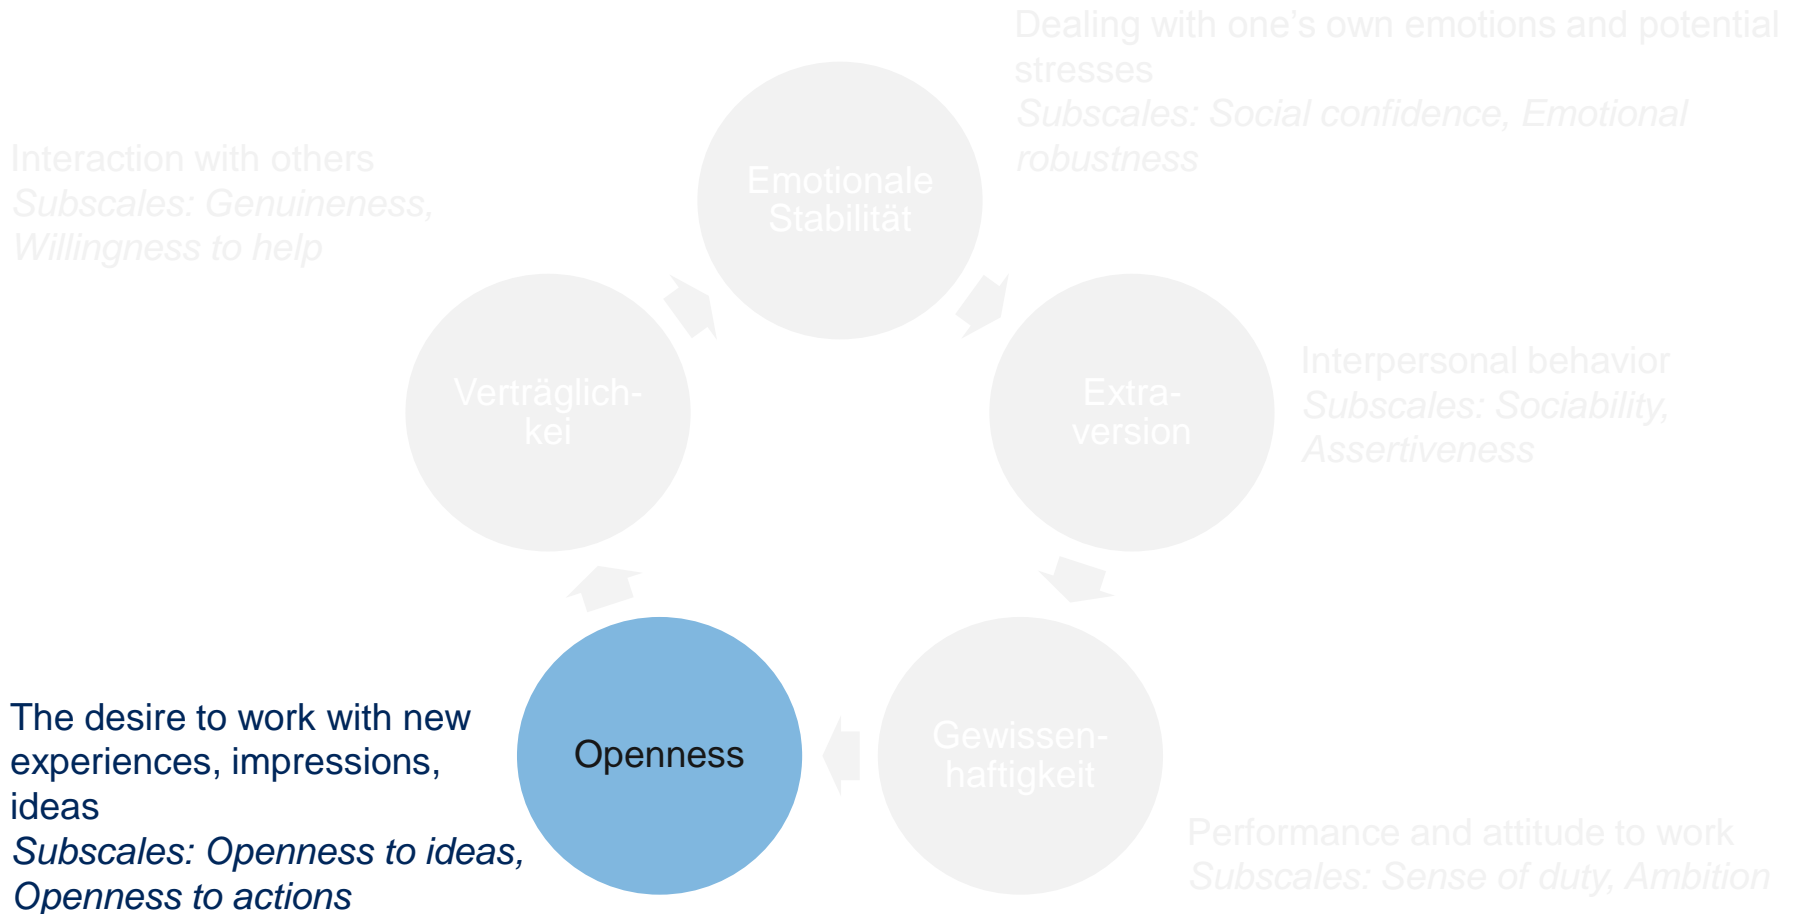 Dealing with one’s own emotions and potential
stresses
Subscales: Social confidence, Emotional
robustness
Interaction with others
Subscales: Genuineness,
Willingness to help
Emotionale
Stabilität
Verträglich-
kei
Extra-
version
Interpersonal behavior
Subscales: Sociability,
Assertiveness
The desire to work with new
experiences, impressions,
ideas
Subscales: Openness to ideas,
Openness to actions
Openness
Gewissen-
haftigkeit
Performance and attitude to work
Subscales: Sense of duty, Ambition